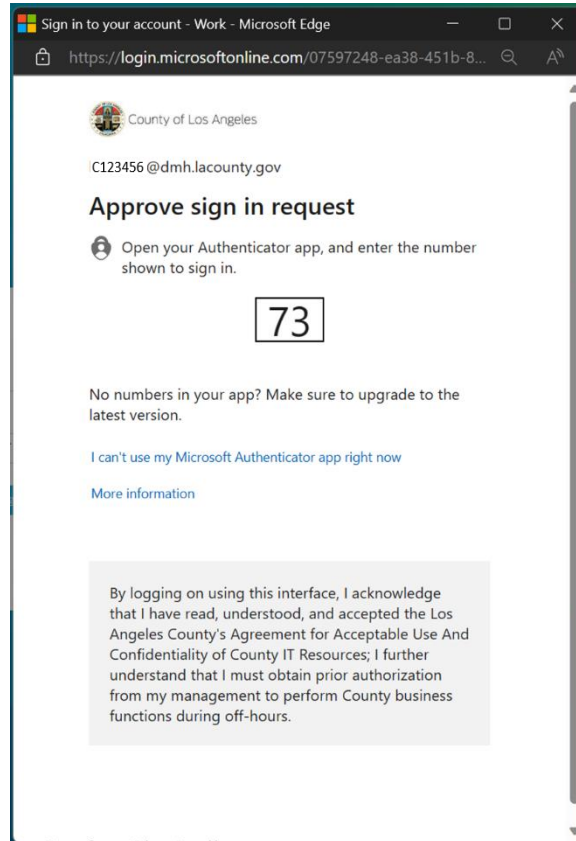 Sign in to your account - Work - Microsoft Edge
https://login.microsoftonline.com/07597248-ea38-451b-8...
County of Los Angeles
C123456 @dmh.lacounty.gov
Approve sign in request
Open your Authenticator app, and enter the number
shown to sign in.
73
No numbers in your app? Make sure to upgrade to the
latest version.
I can't use my Microsoft Authenticator app right now
More information
By logging on using this interface, I acknowledge
that I have read, understood, and accepted the Los
Angeles County's Agreement for Acceptable Use And
Confidentiality of County IT Resources; I further
understand that I must obtain prior authorization
from my management to perform County business
functions during off-hours.